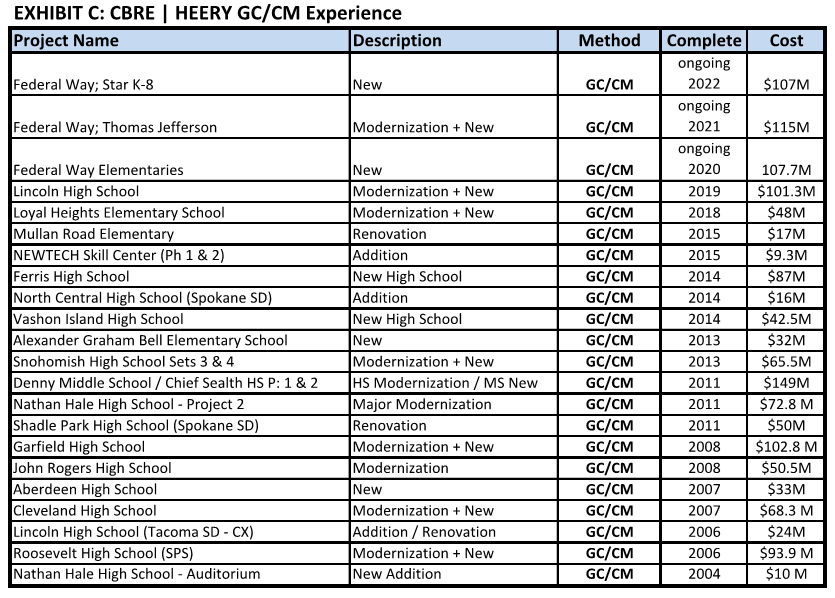 EXHIBIT C: CBRE | HEERY GC/CM Experience
Project Name Description Method Complete Cost
Federal Way; Star K-8 New GC/CM ongoing 2022 $107M
Federal Way; Thomas Jefferson Modernization + New GC/CM ongoing 2021 $115M
Federal Way Elementaries New GC/CM ongoing 2020 107.7M
Lincoln High School Modernization + New GC/CM 2019 $101.3M
Loyal Heights Elementary School Modernization + New GC/CM 2018 $48M
Mullan Road Elementary Renovation GC/CM 2015 $17M
NEWTECH Skill Center (Ph 1 & 2) Addition GC/CM 2015 $9.3M
Ferris High School New High School GC/CM 2014 $87M
North Central High School (Spokane SD) Addition GC/CM 2014 $16M
Vashon Island High School New High School GC/CM 2014 $42.5M
Alexander Graham Bell Elementary School New GC/CM 2013 $32M
Snohomish High School Sets 3 & 4 Modernization + New GC/CM 2013 $65.5M
Denny Middle School / Chief Sealth HS P: 1 & 2 HS Modernization / MS New GC/CM 2011 $149M
Nathan Hale High School - Project 2 Major Modernization GC/CM 2011 $72.8 M
Shadle Park High School (Spokane SD) Renovation GC/CM 2011 $50M
Garfield High School Modernization + New GC/CM 2008 $102.8 M
John Rogers High School Modernization GC/CM 2008 $50.5M
Aberdeen High School New GC/CM 2007 $33M
Cleveland High School Modernization + New GC/CM 2007 $68.3 M
Lincoln High School (Tacoma SD - CX) Addition / Renovation GC/CM 2006 $24M
Roosevelt High School (SPS) Modernization + New GC/CM 2006 $93.9 M
Nathan Hale High School - Auditorium New Addition GC/CM 2004 $10 M